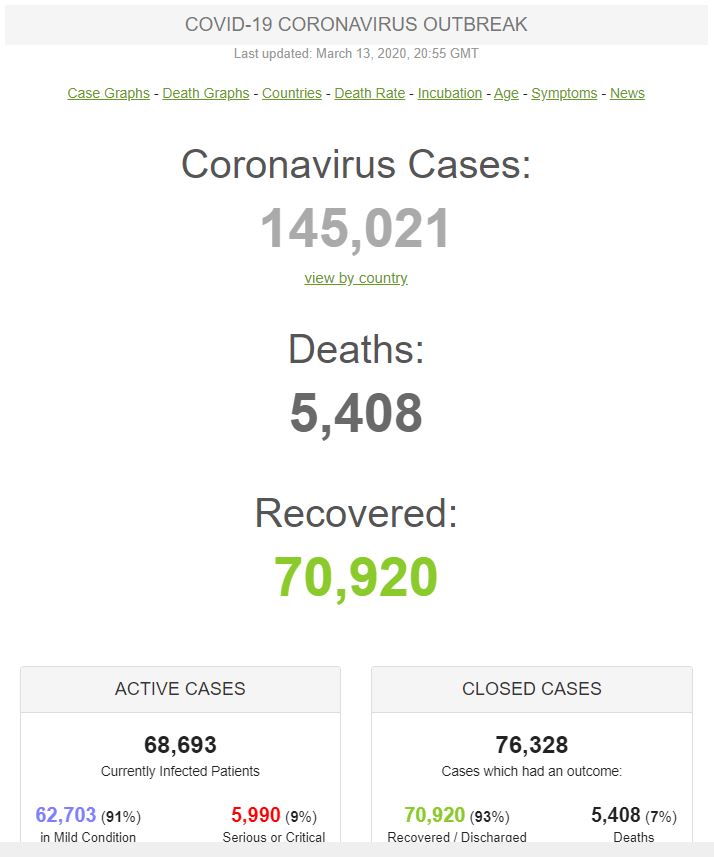 COVID-19 CORONAVIRUS OUTBREAK
Last updated: March 13, 2020, 20:55 GMT
Case Graphs - Death Graphs - Countries - Death Rate - Incubation - Age - Symptoms - News
Coronavirus Cases:
145,021
view by country
Deaths:
5,408
Recovered:
70,920
ACTIVE CASES
68,693
Currently Infected Patients
62,703 (91%)
in Mild Condition
5,990 (9%)
Serious or Critical
CLOSED CASES
76,328
Cases which had an outcome:
70,920 (93%)
Recovered / Discharged
5,408 (7%)
Deaths